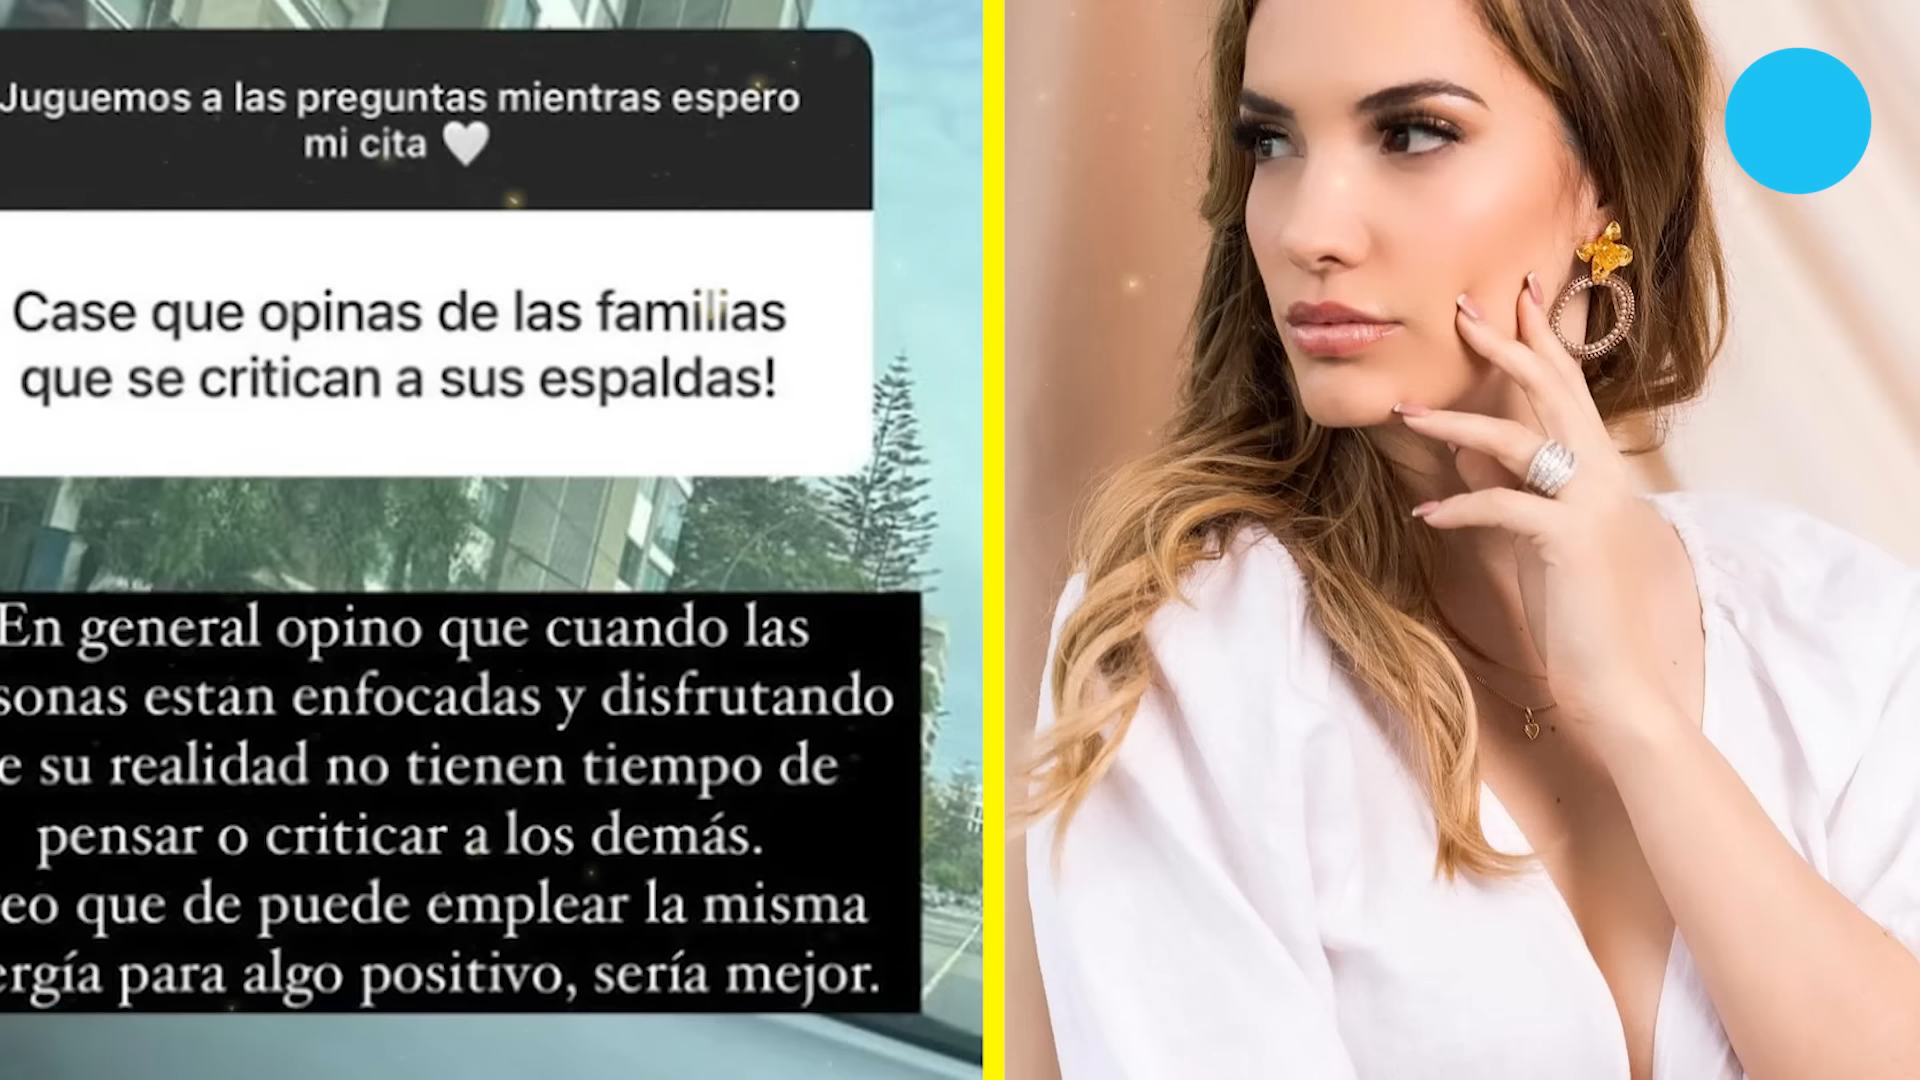 Juguemos a las preguntas mientras espero
mi cita 🤍
Case que opinas de las familias
que se critican a sus espaldas!
En general opino que cuando las
sonas estan enfocadas y disfrutando
e su realidad no tienen tiempo de
pensar o criticar a los demás.
eo que de puede emplear la misma
ergía para algo positivo, sería mejor.